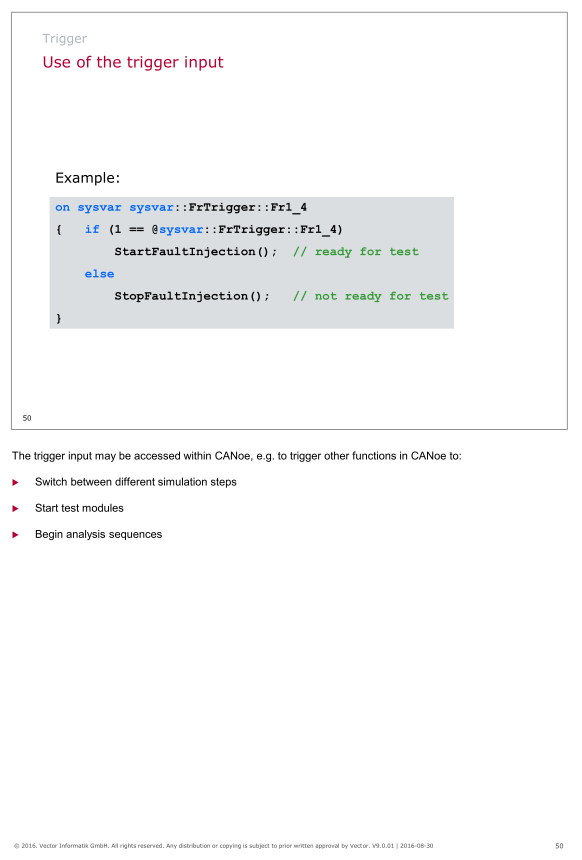 Trigger
Use of the trigger input
Example:
on sysvar sysvar::FrTrigger::Fr1_4
{   if (1 == @sysvar::FrTrigger::Fr1_4)
        StartFaultInjection();  // ready for test
    else
        StopFaultInjection();   // not ready for test
}
50
The trigger input may be accessed within CANoe, e.g. to trigger other functions in CANoe to:
Switch between different simulation steps
Start test modules
Begin analysis sequences
© 2016. Vector Informatik GmbH. All rights reserved. Any distribution or copying is subject to prior written approval by Vector. V9.0.01 | 2016-08-30
50